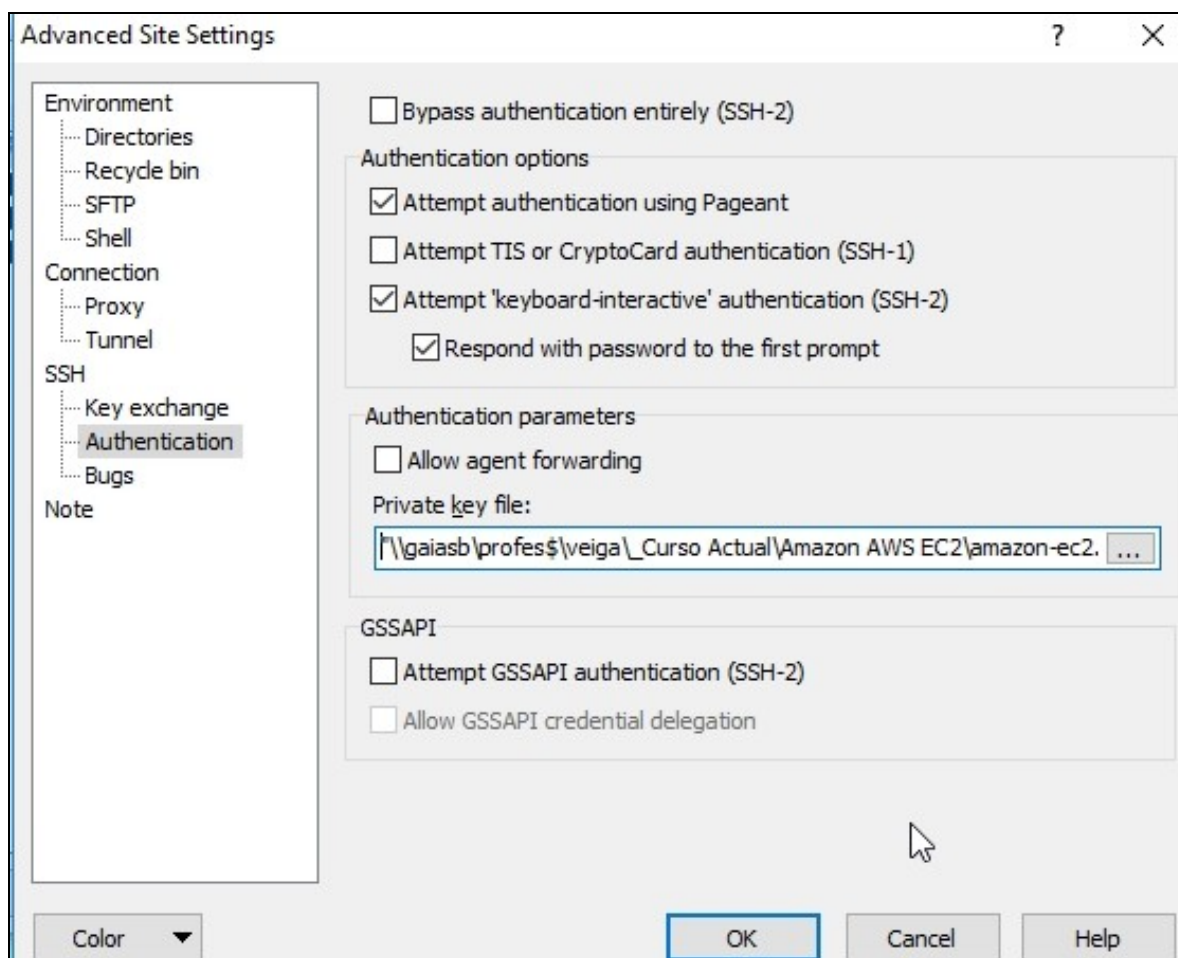 Advanced Site Settings
?
Environment
Directories
Recycle bin
SFTP
Shell
Connection
Proxy
Tunnel
SSH
Key exchange
Authentication
Bugs
Note
Bypass authentication entirely (SSH-2)
Authentication options
Attempt authentication using Pageant
Attempt TIS or CryptoCard authentication (SSH-1)
Attempt 'keyboard-interactive' authentication (SSH-2)
Respond with password to the first prompt
Authentication parameters
Allow agent forwarding
Private key file:
"\\gaiasb\profes$\veiga\_Curso Actual\Amazon AWS EC2\amazon-ec2.
...
GSSAPI
Attempt GSSAPI authentication (SSH-2)
Allow GSSAPI credential delegation
Color
OK
Cancel
Help